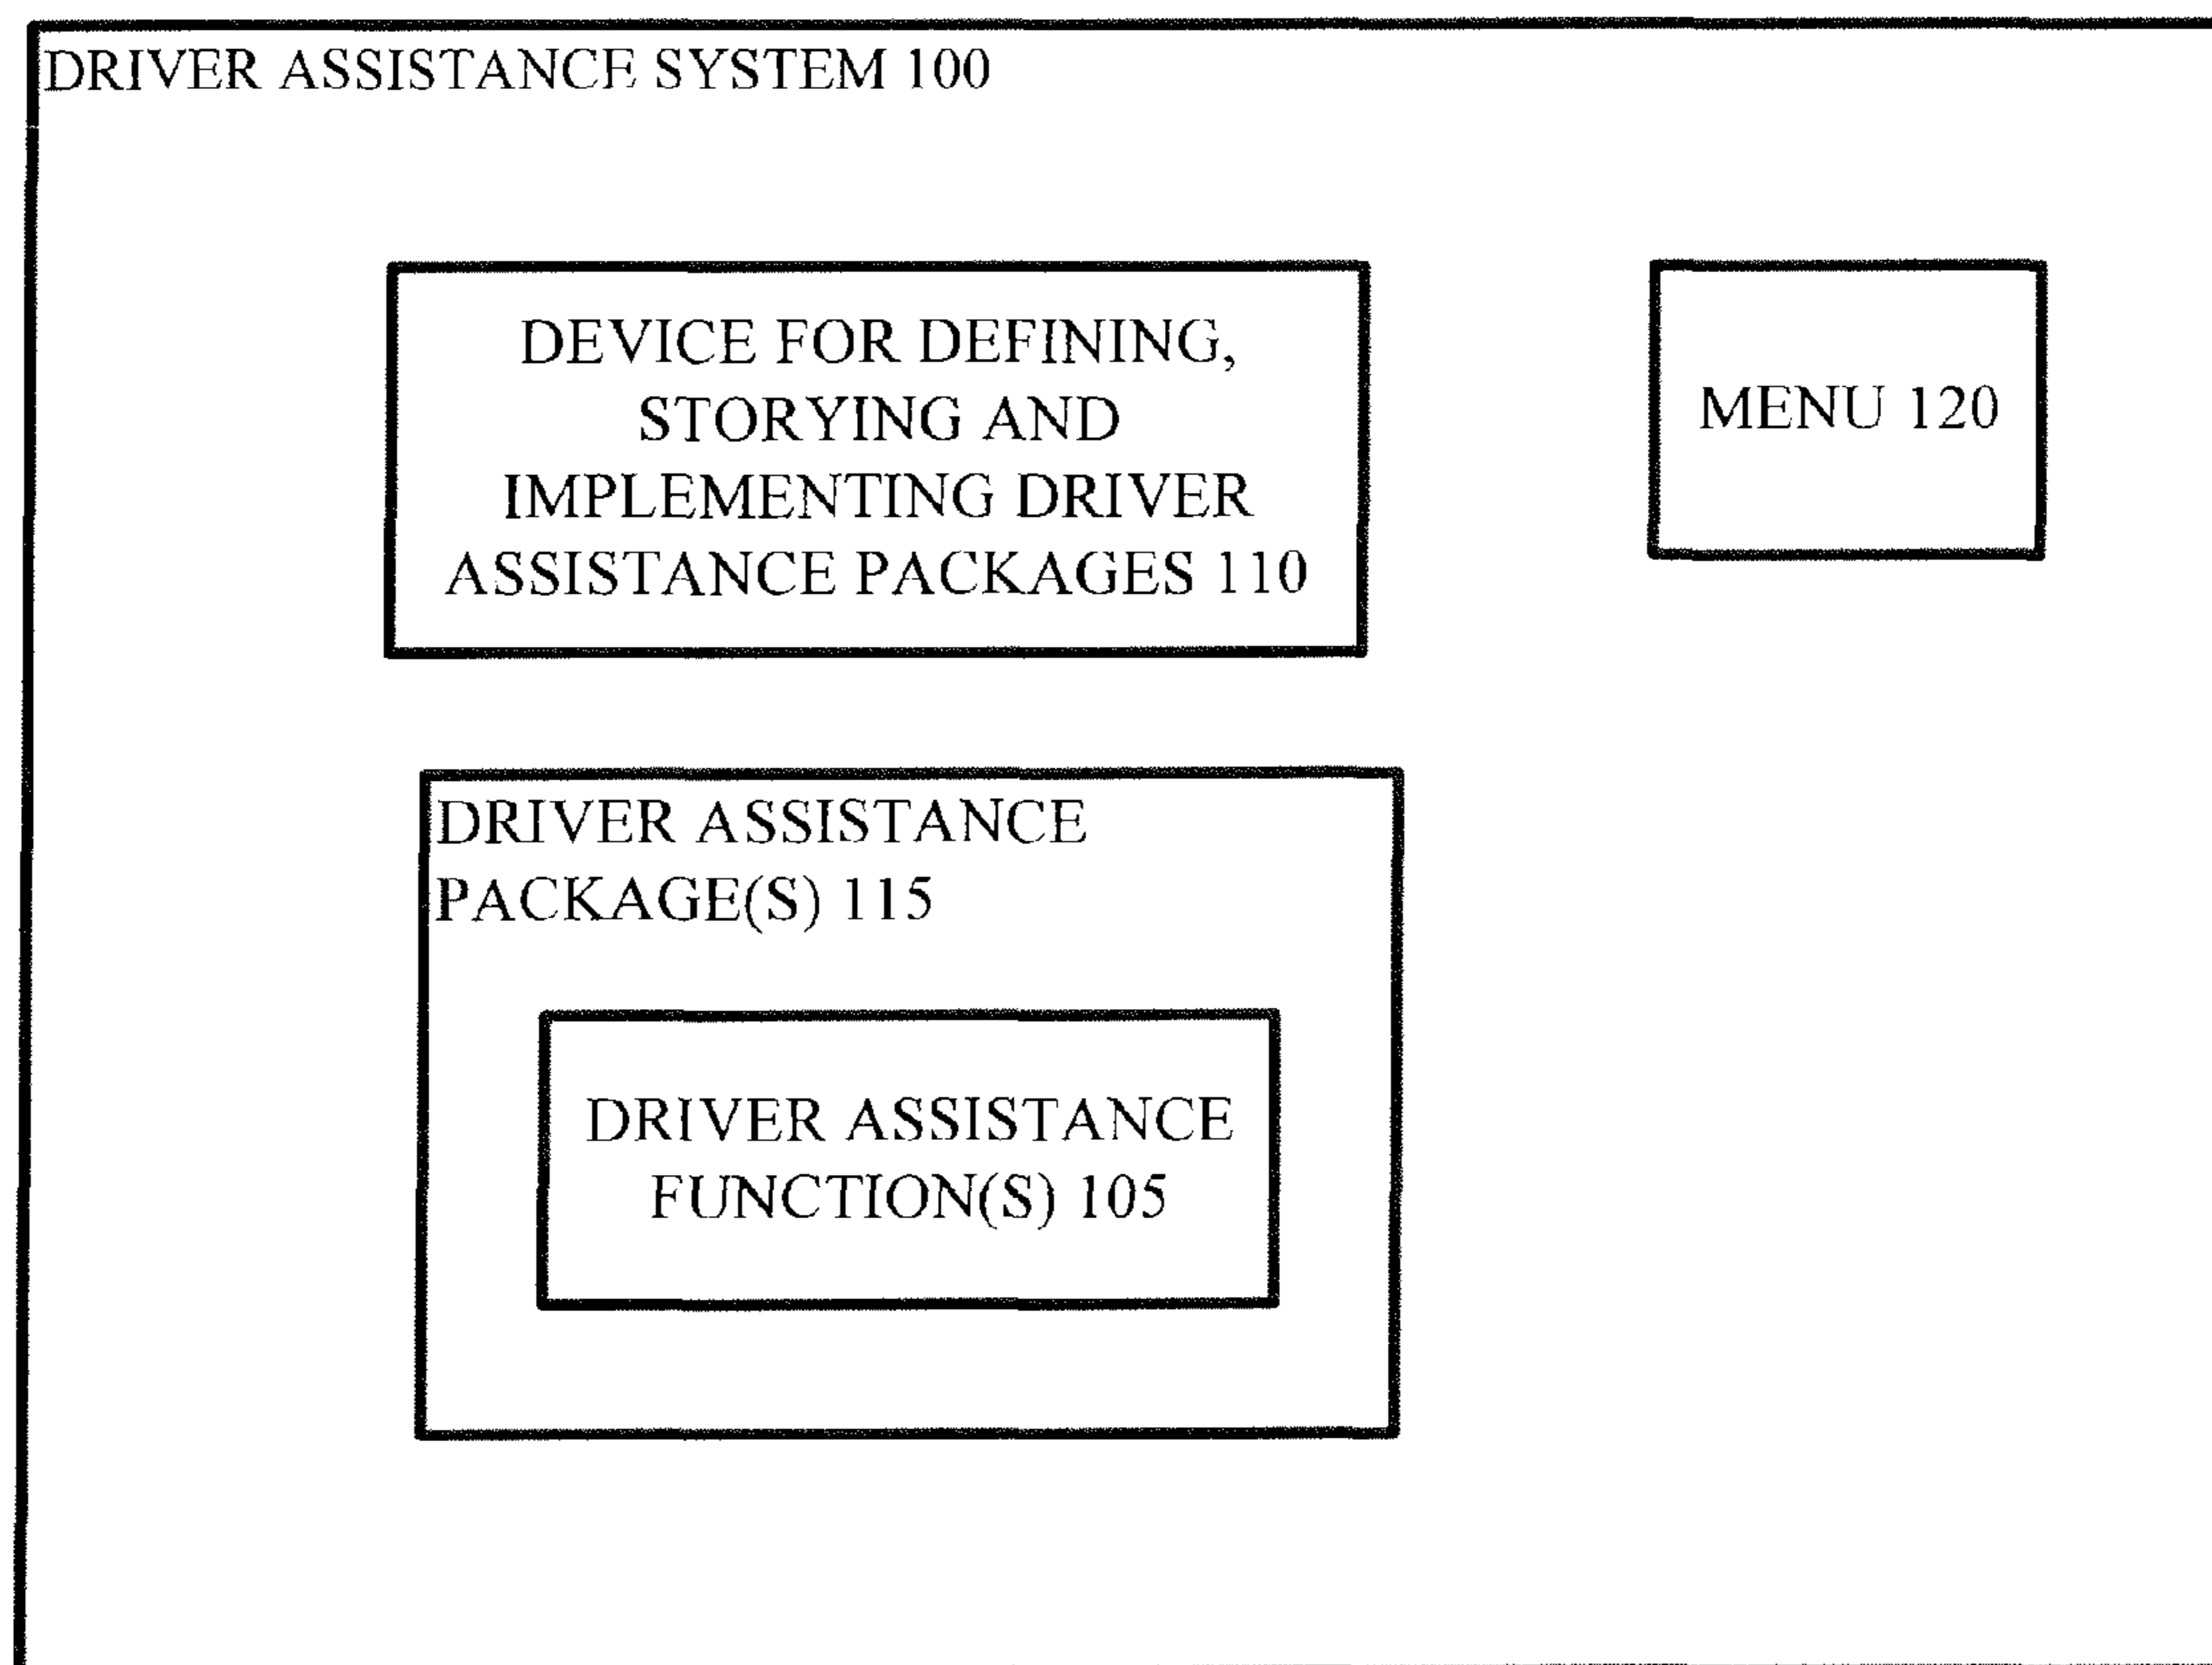 DRIVER ASSISTANCE SYSTEM 100
DEVICE FOR DEFINING,
STORYING AND
IMPLEMENTING DRIVER
ASSISTANCE PACKAGES 110
MENU 120
DRIVER ASSISTANCE
PACKAGE(S) 115
DRIVER ASSISTANCE
FUNCTION(S) 105